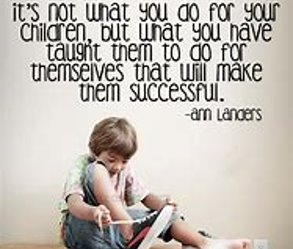 it's not what you do for your
children, but what you have
taught them to do for
themselves that will make
them successful.
-ann landers